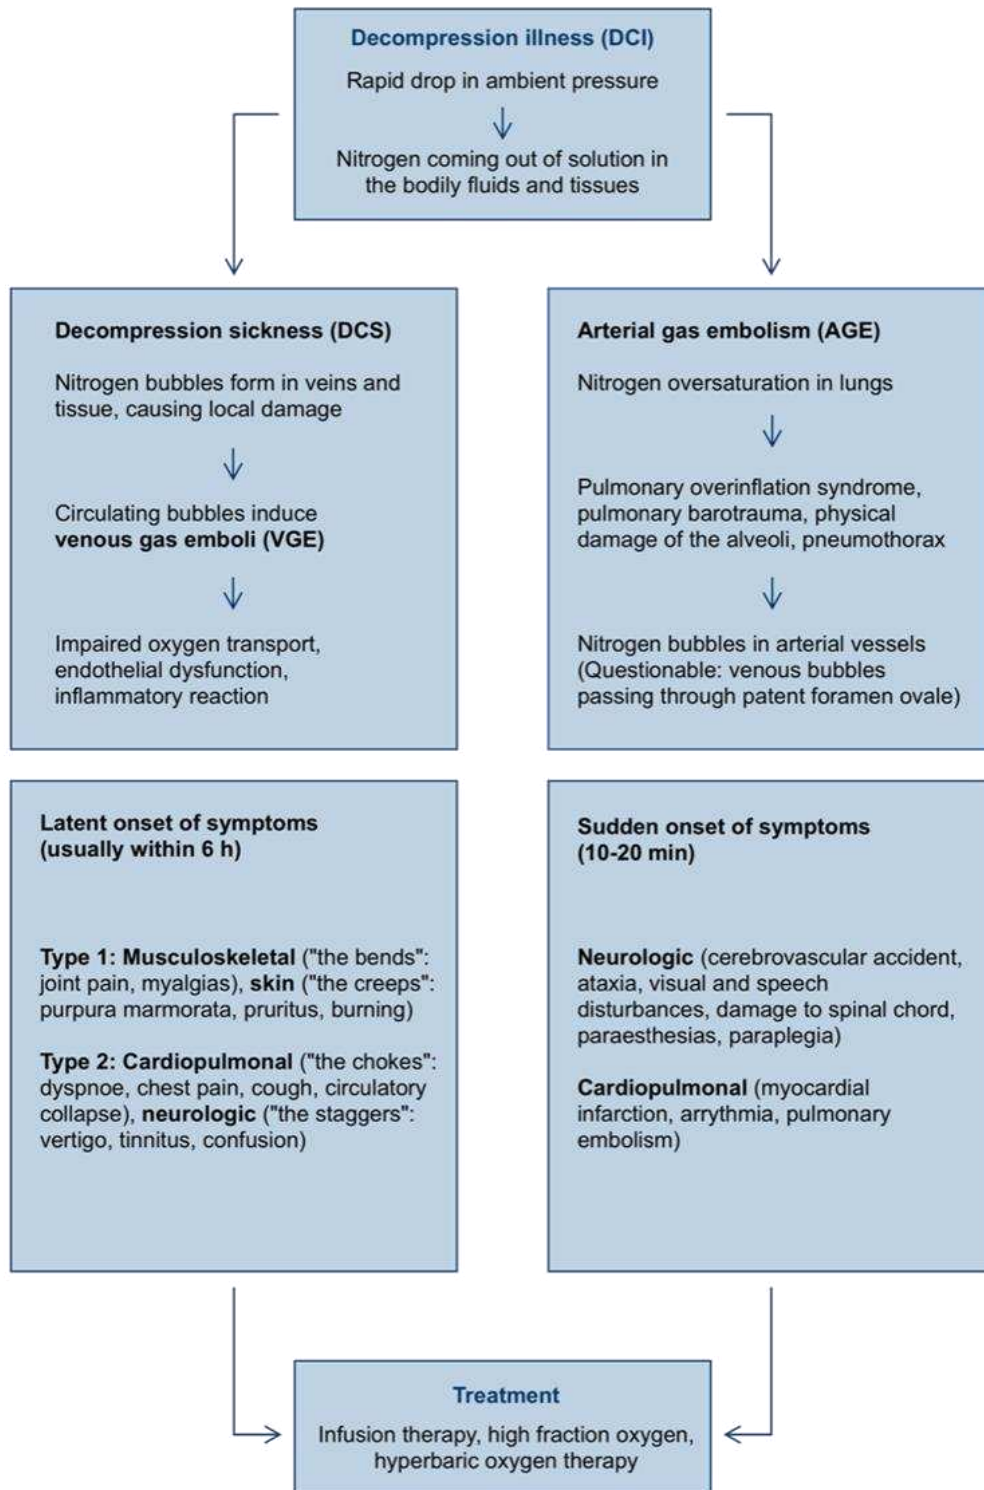 Decompression illness (DCI)
Rapid drop in ambient pressure
Nitrogen coming out of solution in
the bodily fluids and tissues
Decompression sickness (DCS)
Nitrogen bubbles form in veins and
tissue, causing local damage
Circulating bubbles induce
venous gas emboli (VGE)
Impaired oxygen transport,
endothelial dysfunction,
inflammatory reaction
Arterial gas embolism (AGE)
Nitrogen oversaturation in lungs
Pulmonary overinflation syndrome,
pulmonary barotrauma, physical
damage of the alveoli, pneumothorax
Nitrogen bubbles in arterial vessels
(Questionable: venous bubbles
passing through patent foramen ovale)
Latent onset of symptoms
(usually within 6 h)
Type 1: Musculoskeletal ("the bends":
joint pain, myalgias), skin ("the creeps":
purpura marmorata, pruritus, burning)
Type 2: Cardiopulmonal ("the chokes":
dyspnoe, chest pain, cough, circulatory
collapse), neurologic ("the staggers":
vertigo, tinnitus, confusion)
Sudden onset of symptoms
(10-20 min)
Neurologic (cerebrovascular accident,
ataxia, visual and speech
disturbances, damage to spinal chord,
paraesthesias, paraplegia)
Cardiopulmonal (myocardial
infarction, arrythmia, pulmonary
embolism)
Treatment
Infusion therapy, high fraction oxygen,
hyperbaric oxygen therapy